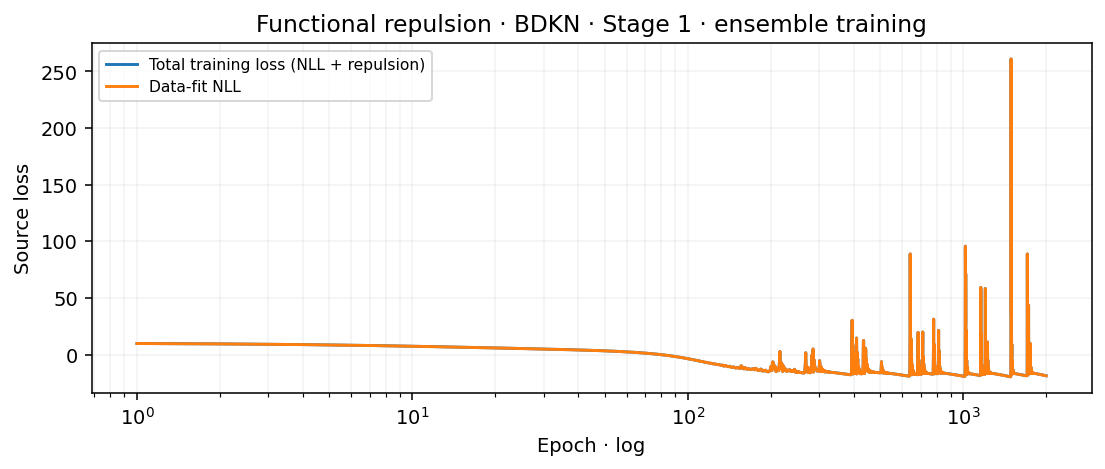 Functional repulsion · BDKN · Stage 1 · ensemble training
Total training loss (NLL + repulsion)
Data-fit NLL
Source loss
250
200
150
100
50
0
10⁰
10¹
10²
10³
Epoch · log